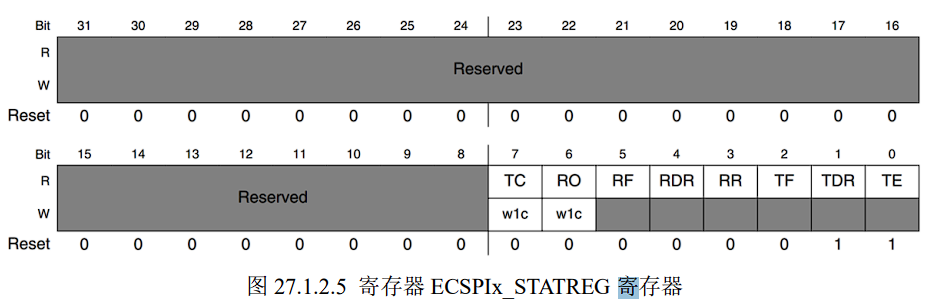 Bit 31 30 29 28 27 26 25 24 23 22 21 20 19 18 17 16
R
Reserved
W
Reset 0 0 0 0 0 0 0 0 0 0 0 0 0 0 0 0
Bit 15 14 13 12 11 10 9 8 7 6 5 4 3 2 1 0
R TC RO RF RDR RR TF TDR TE
Reserved
W w1c w1c
Reset 0 0 0 0 0 0 0 0 0 0 0 0 0 0 1 1
图 27.1.2.5 寄存器 ECSPIx_STATREG 寄存器